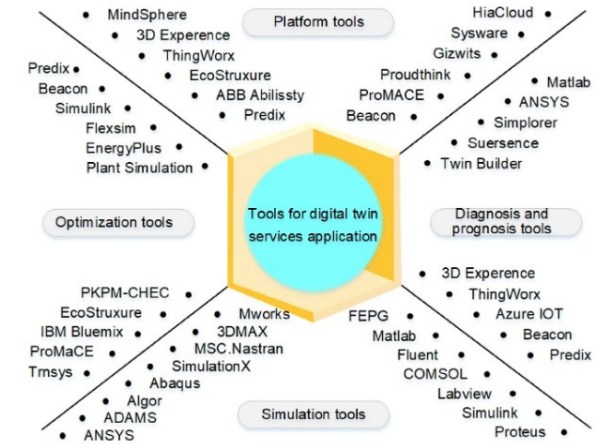 Platform tools
MindSphere
3D Experence
ThingWorx
EcoStruxure
ABB Abilissty
Predix
HiaCloud
Sysware
Gizwits
Proudthink
ProMACE
Beacon
Predix
Beacon
Simulink
Flexsim
EnergyPlus
Plant Simulation
Optimization tools
PKPM-CHEC
EcoStruxure
IBM Bluemix
ProMaCE
Trnsys
Tools for digital twin
services application
Matlab
ANSYS
Simplorer
Suersence
Twin Builder
Diagnosis and
prognosis tools
3D Experence
ThingWorx
Azure IOT
Beacon
Predix
Mworks
3DMAX
MSC.Nastran
SimulationX
Abaqus
Algor
ADAMS
ANSYS
Simulation tools
FEPG
Matlab
Fluent
COMSOL
Labview
Simulink
Proteus